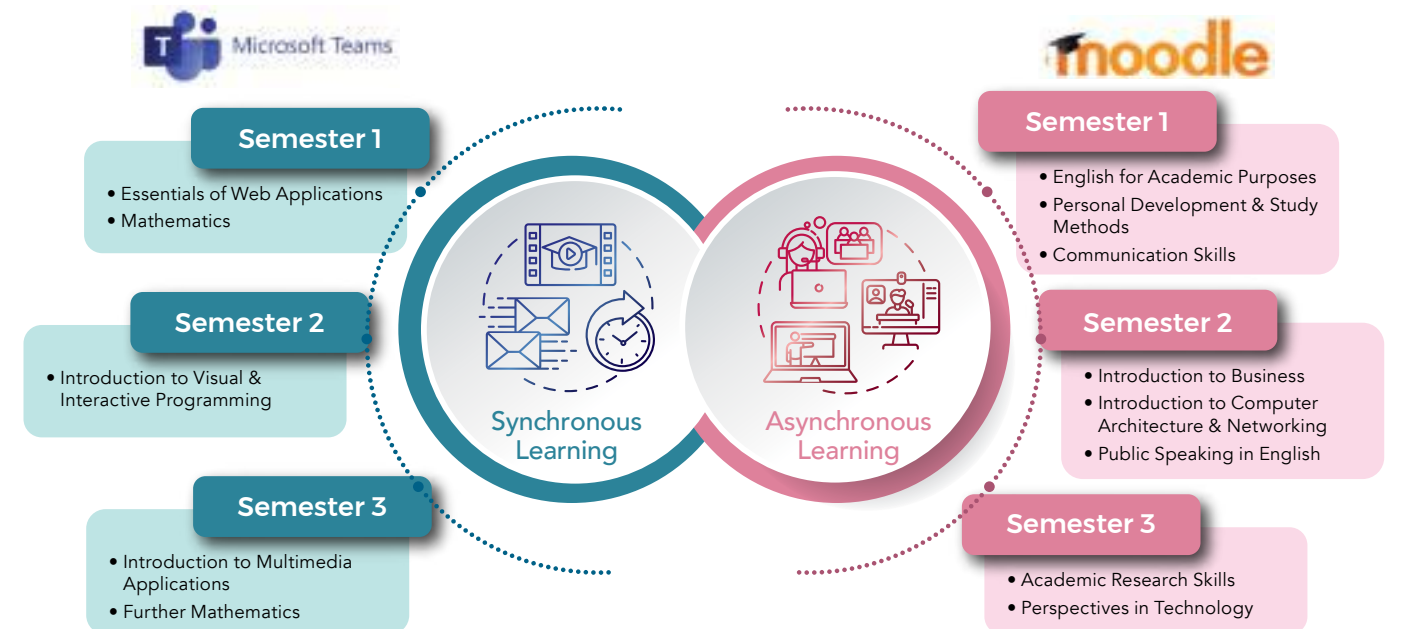 Microsoft Teams
Semester 1
• Essentials of Web Applications
• Mathematics
Semester 2
• Introduction to Visual &
Interactive Programming
Semester 3
• Introduction to Multimedia
Applications
• Further Mathematics
Synchronous
Learning
Asynchronous
Learning
moodle
Semester 1
• English for Academic Purposes
• Personal Development & Study
Methods
• Communication Skills
Semester 2
• Introduction to Business
• Introduction to Computer
Architecture & Networking
• Public Speaking in English
Semester 3
• Academic Research Skills
• Perspectives in Technology